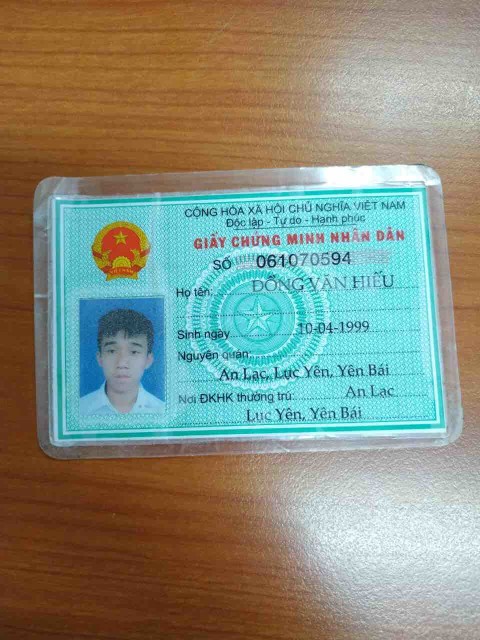 CỘNG HÒA XÃ HỘI CHỦ NGHĨA VIỆT NAM
Độc lập - Tự do - Hạnh phúc
GIẤY CHỨNG MINH NHÂN DÂN
SỐ 061070594
Họ tên: ĐỒNG VĂN HIẾU
Sinh ngày 10-04-1999
Nguyên quán:
An Lạc, Lục Yên, Yên Bái
Nơi ĐKHK thường trú: An Lạc
Lục Yên, Yên Bái